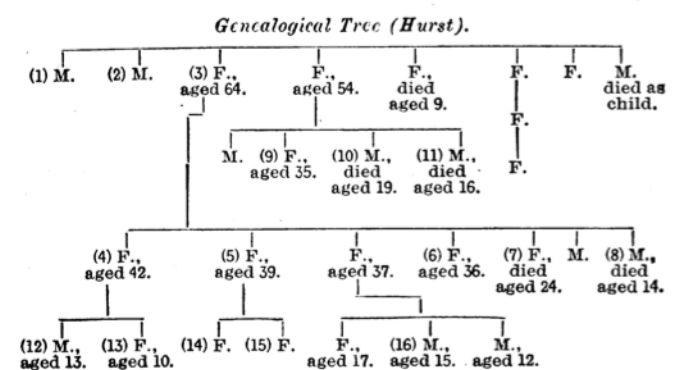 Genealogical Tree (Hurst).
(1) M. (2) M. (3) F., F., F., F. F. M.
aged 64. aged 54. died died as
aged 9. child.
F.
M. (9) F., (10) M., (11) M.,
aged 35. died died F.
aged 19. aged 16.
(4) F., (5) F., F., (6) F., (7) F., M. (8) M.,
aged 42. aged 39. aged 37. aged 36. died died
aged 24. aged 14.
(12) M., (13) F., (14) F. (15) F. F., (16) M., M.,
aged 13. aged 10. aged 17. aged 15. aged 12.